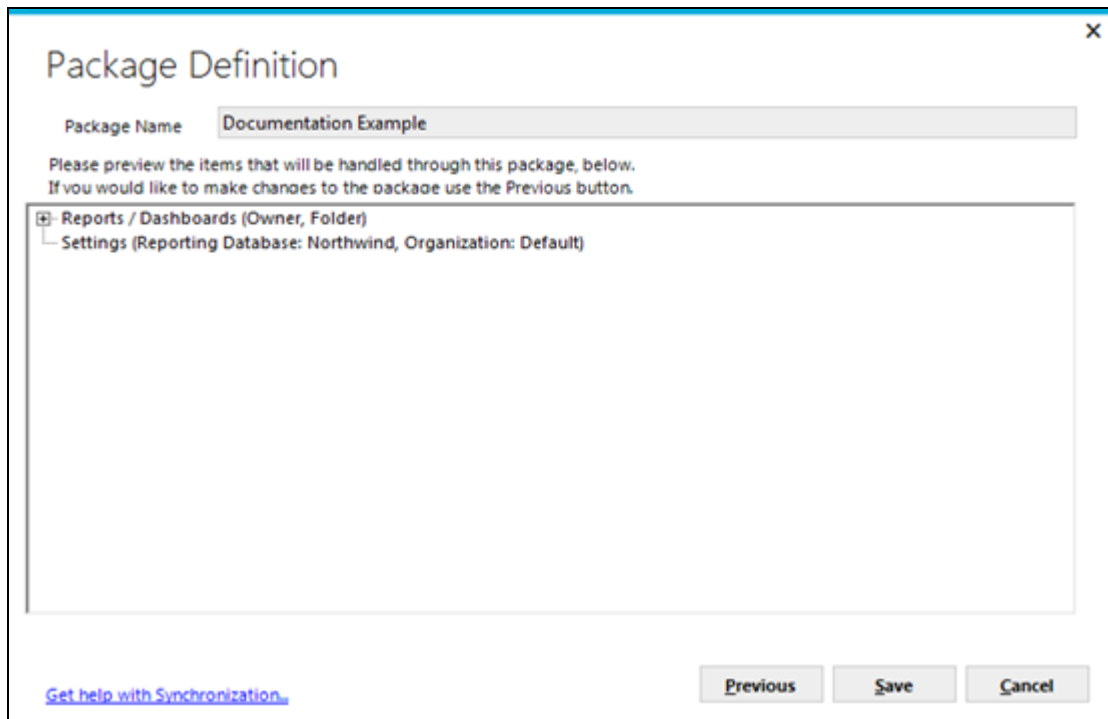 Package Definition
Package Name Documentation Example
Please preview the items that will be handled through this package, below.
If you would like to make changes to the package use the Previous button.
Reports / Dashboards (Owner, Folder)
Settings (Reporting Database: Northwind, Organization: Default)
Get help with Synchronization...
Previous Save Cancel